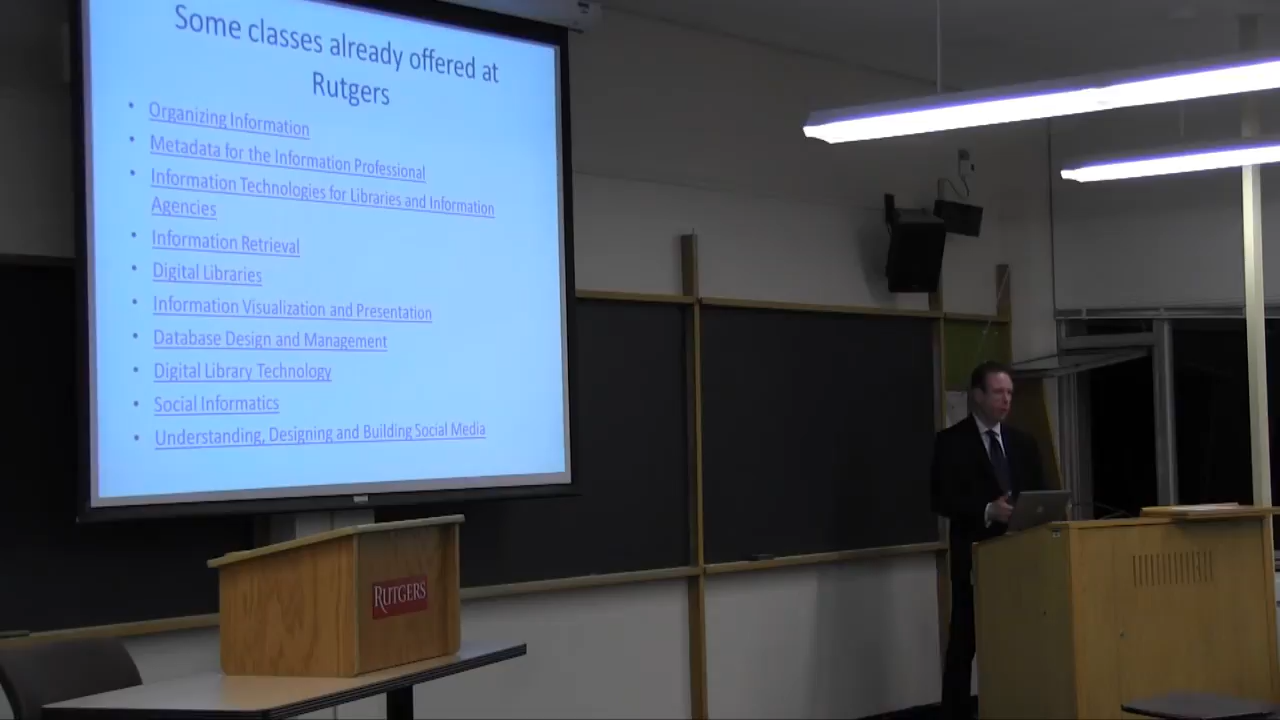 Some classes already offered at
Rutgers
• Organizing Information
• Metadata for the Information Professional
• Information Technologies for Libraries and Information
Agencies
• Information Retrieval
• Digital Libraries
• Information Visualization and Presentation
• Database Design and Management
• Digital Library Technology
• Social Informatics
• Understanding, Designing and Building Social Media
RUTGERS